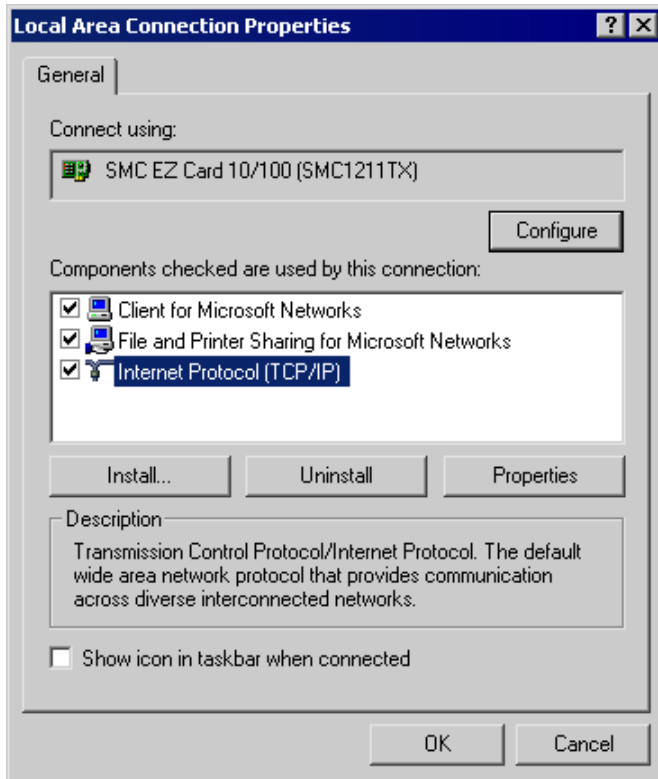 Local Area Connection Properties
General
Connect using:
SMC EZ Card 10/100 (SMC1211TX)
Configure
Components checked are used by this connection:
Client for Microsoft Networks
File and Printer Sharing for Microsoft Networks
Internet Protocol (TCP/IP)
Install...
Uninstall
Properties
Description
Transmission Control Protocol/Internet Protocol. The default
wide area network protocol that provides communication
across diverse interconnected networks.
Show icon in taskbar when connected
OK
Cancel